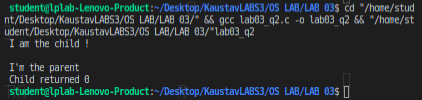 student@lplab-Lenovo-Product:~/Desktop/KaustavLABS3/OS LAB/LAB 03$ cd "/home/stud
ent/Desktop/KaustavLABS3/OS LAB/LAB 03/" && gcc lab03_q2.c -o lab03_q2 && "/home/st
udent/Desktop/KaustavLABS3/OS LAB/LAB 03/"lab03_q2
I am the child !
I'm the parent
Child returned 0
student@lplab-Lenovo-Product:~/Desktop/KaustavLABS3/OS LAB/LAB 03$